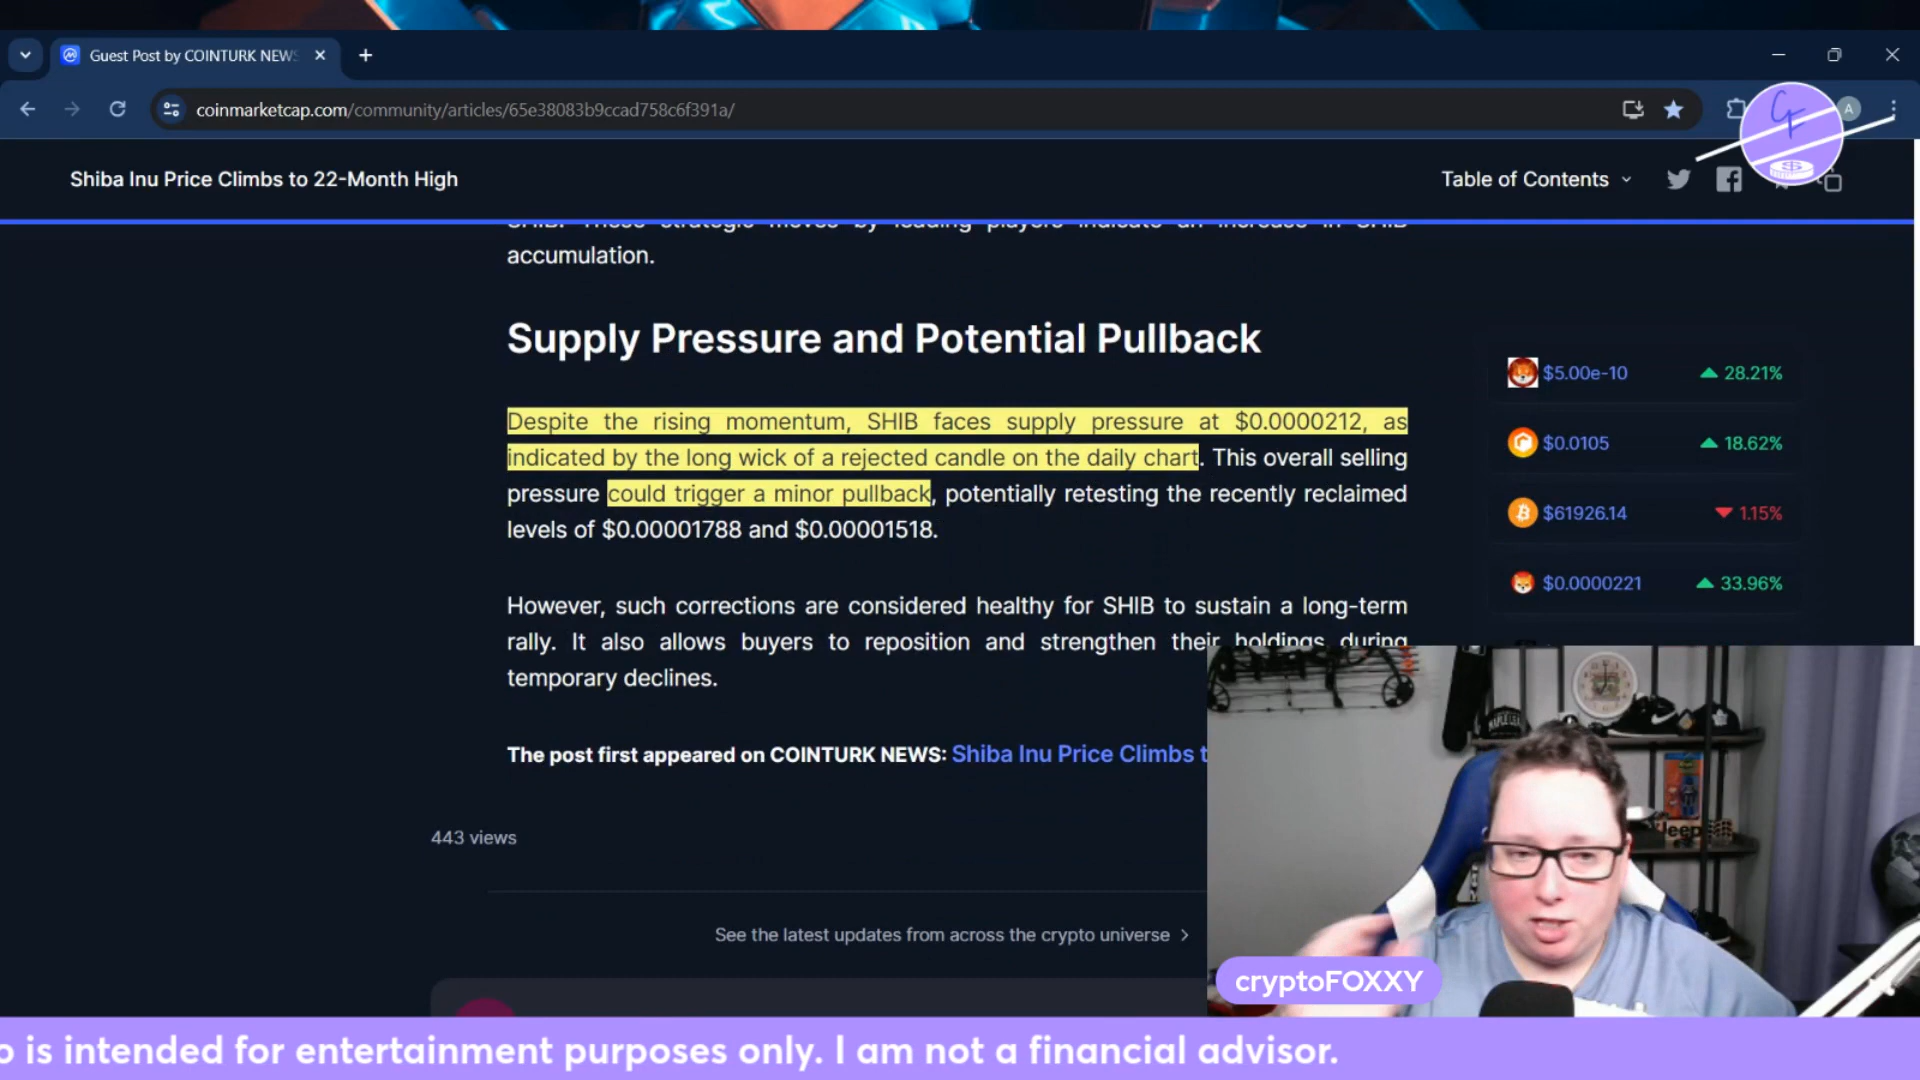 Guest Post by COINTURK NEWS
coinmarketcap.com/community/articles/65e38083b9ccad758c6f391a/
A
Shiba Inu Price Climbs to 22-Month High
Table of Contents
SHIB. These strategic moves by leading players indicate an increase in SHIB
accumulation.
Supply Pressure and Potential Pullback
Despite the rising momentum, SHIB faces supply pressure at $0.0000212, as
indicated by the long wick of a rejected candle on the daily chart. This overall selling
pressure could trigger a minor pullback, potentially retesting the recently reclaimed
levels of $0.00001788 and $0.00001518.
However, such corrections are considered healthy for SHIB to sustain a long-term
rally. It also allows buyers to reposition and strengthen their holdings during
temporary declines.
The post first appeared on COINTURK NEWS: Shiba Inu Price Climbs t
443 views
See the latest updates from across the crypto universe
$5.00e-10 28.21%
$0.0105 18.62%
$61926.14 1.15%
$0.0000221 33.96%
Jeep
cryptoFOXXY
o is intended for entertainment purposes only. I am not a financial advisor.